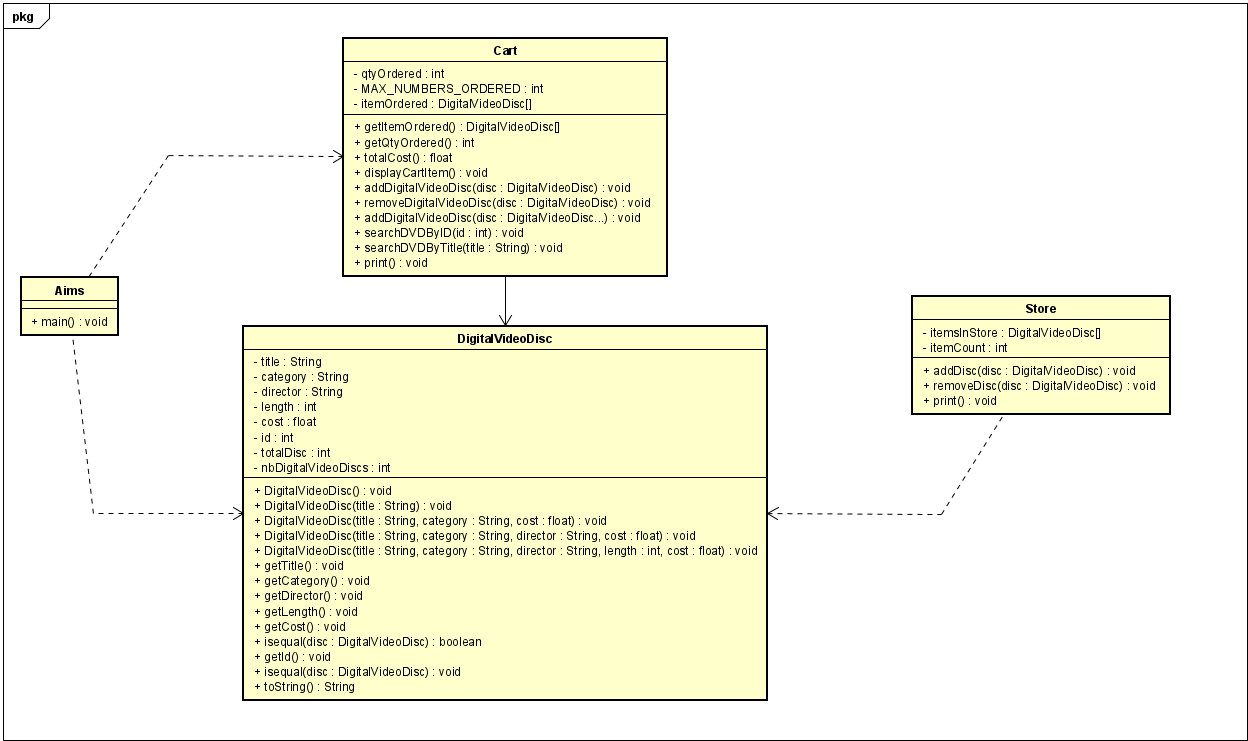 pkg
Cart
- qtyOrdered : int
- MAX_NUMBERS_ORDERED : int
- itemOrdered : DigitalVideoDisc[]
+ getItemOrdered() : DigitalVideoDisc[]
+ getQtyOrdered() : int
+ totalCost() : float
+ displayCartItem() : void
+ addDigitalVideoDisc(disc : DigitalVideoDisc) : void
+ removeDigitalVideoDisc(disc : DigitalVideoDisc) : void
+ addDigitalVideoDisc(disc : DigitalVideoDisc...) : void
+ searchDVDByID(id : int) : void
+ searchDVDByTitle(title : String) : void
+ print() : void
Aims
+ main() : void
Store
- itemsInStore : DigitalVideoDisc[]
- itemCount : int
+ addDisc(disc : DigitalVideoDisc) : void
+ removeDisc(disc : DigitalVideoDisc) : void
+ print() : void
DigitalVideoDisc
- title : String
- category : String
- director : String
- length : int
- cost : float
- id : int
- totalDisc : int
- nbDigitalVideoDiscs : int
+ DigitalVideoDisc() : void
+ DigitalVideoDisc(title : String) : void
+ DigitalVideoDisc(title : String, category : String, cost : float) : void
+ DigitalVideoDisc(title : String, category : String, director : String, cost : float) : void
+ DigitalVideoDisc(title : String, category : String, director : String, length : int, cost : float) : void
+ getTitle() : void
+ getCategory() : void
+ getDirector() : void
+ getLength() : void
+ getCost() : void
+ isequal(disc : DigitalVideoDisc) : boolean
+ getId() : void
+ isequal(disc : DigitalVideoDisc) : void
+ toString() : String